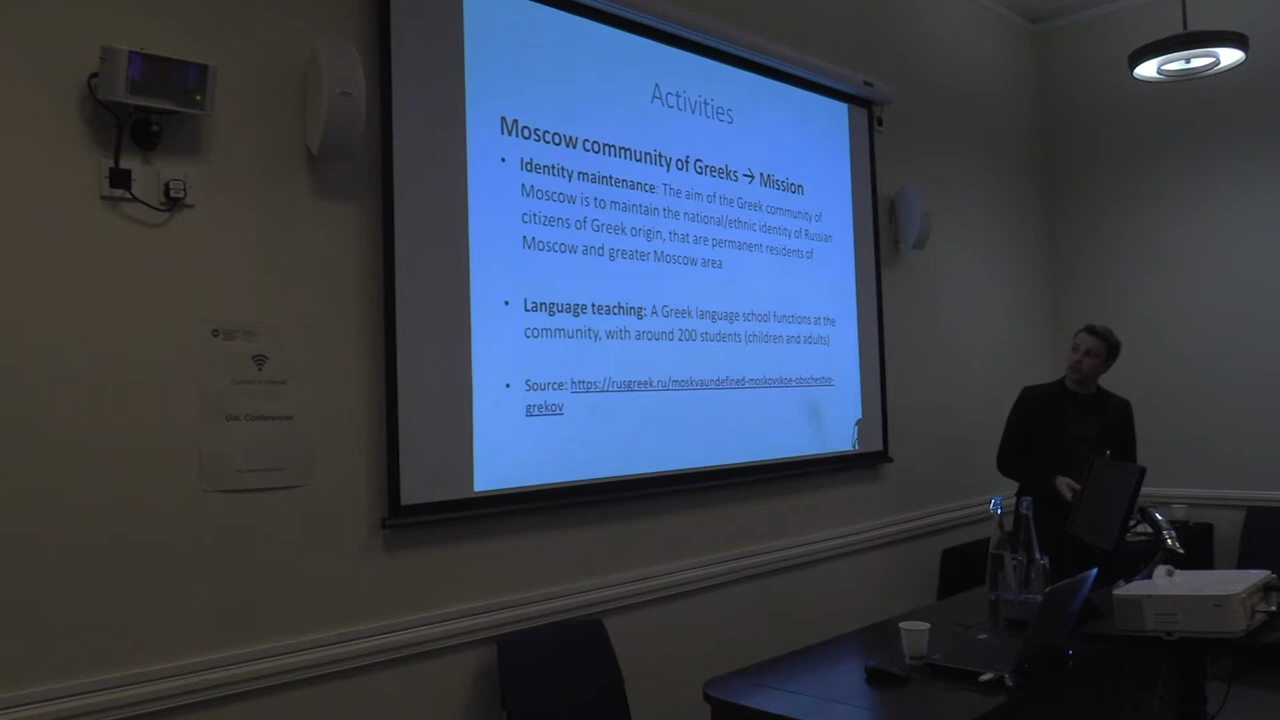 Activities
Moscow community of Greeks → Mission
• Identity maintenance: The aim of the Greek community of
Moscow is to maintain the national/ethnic identity of Russian
citizens of Greek origin, that are permanent residents of
Moscow and greater Moscow area
• Language teaching: A Greek language school functions at the
community, with around 200 students (children and adults)
• Source: https://rusgreek.ru/moskvaundefined-moskovskoe-obschestvo-
grekov
UoL Conferences